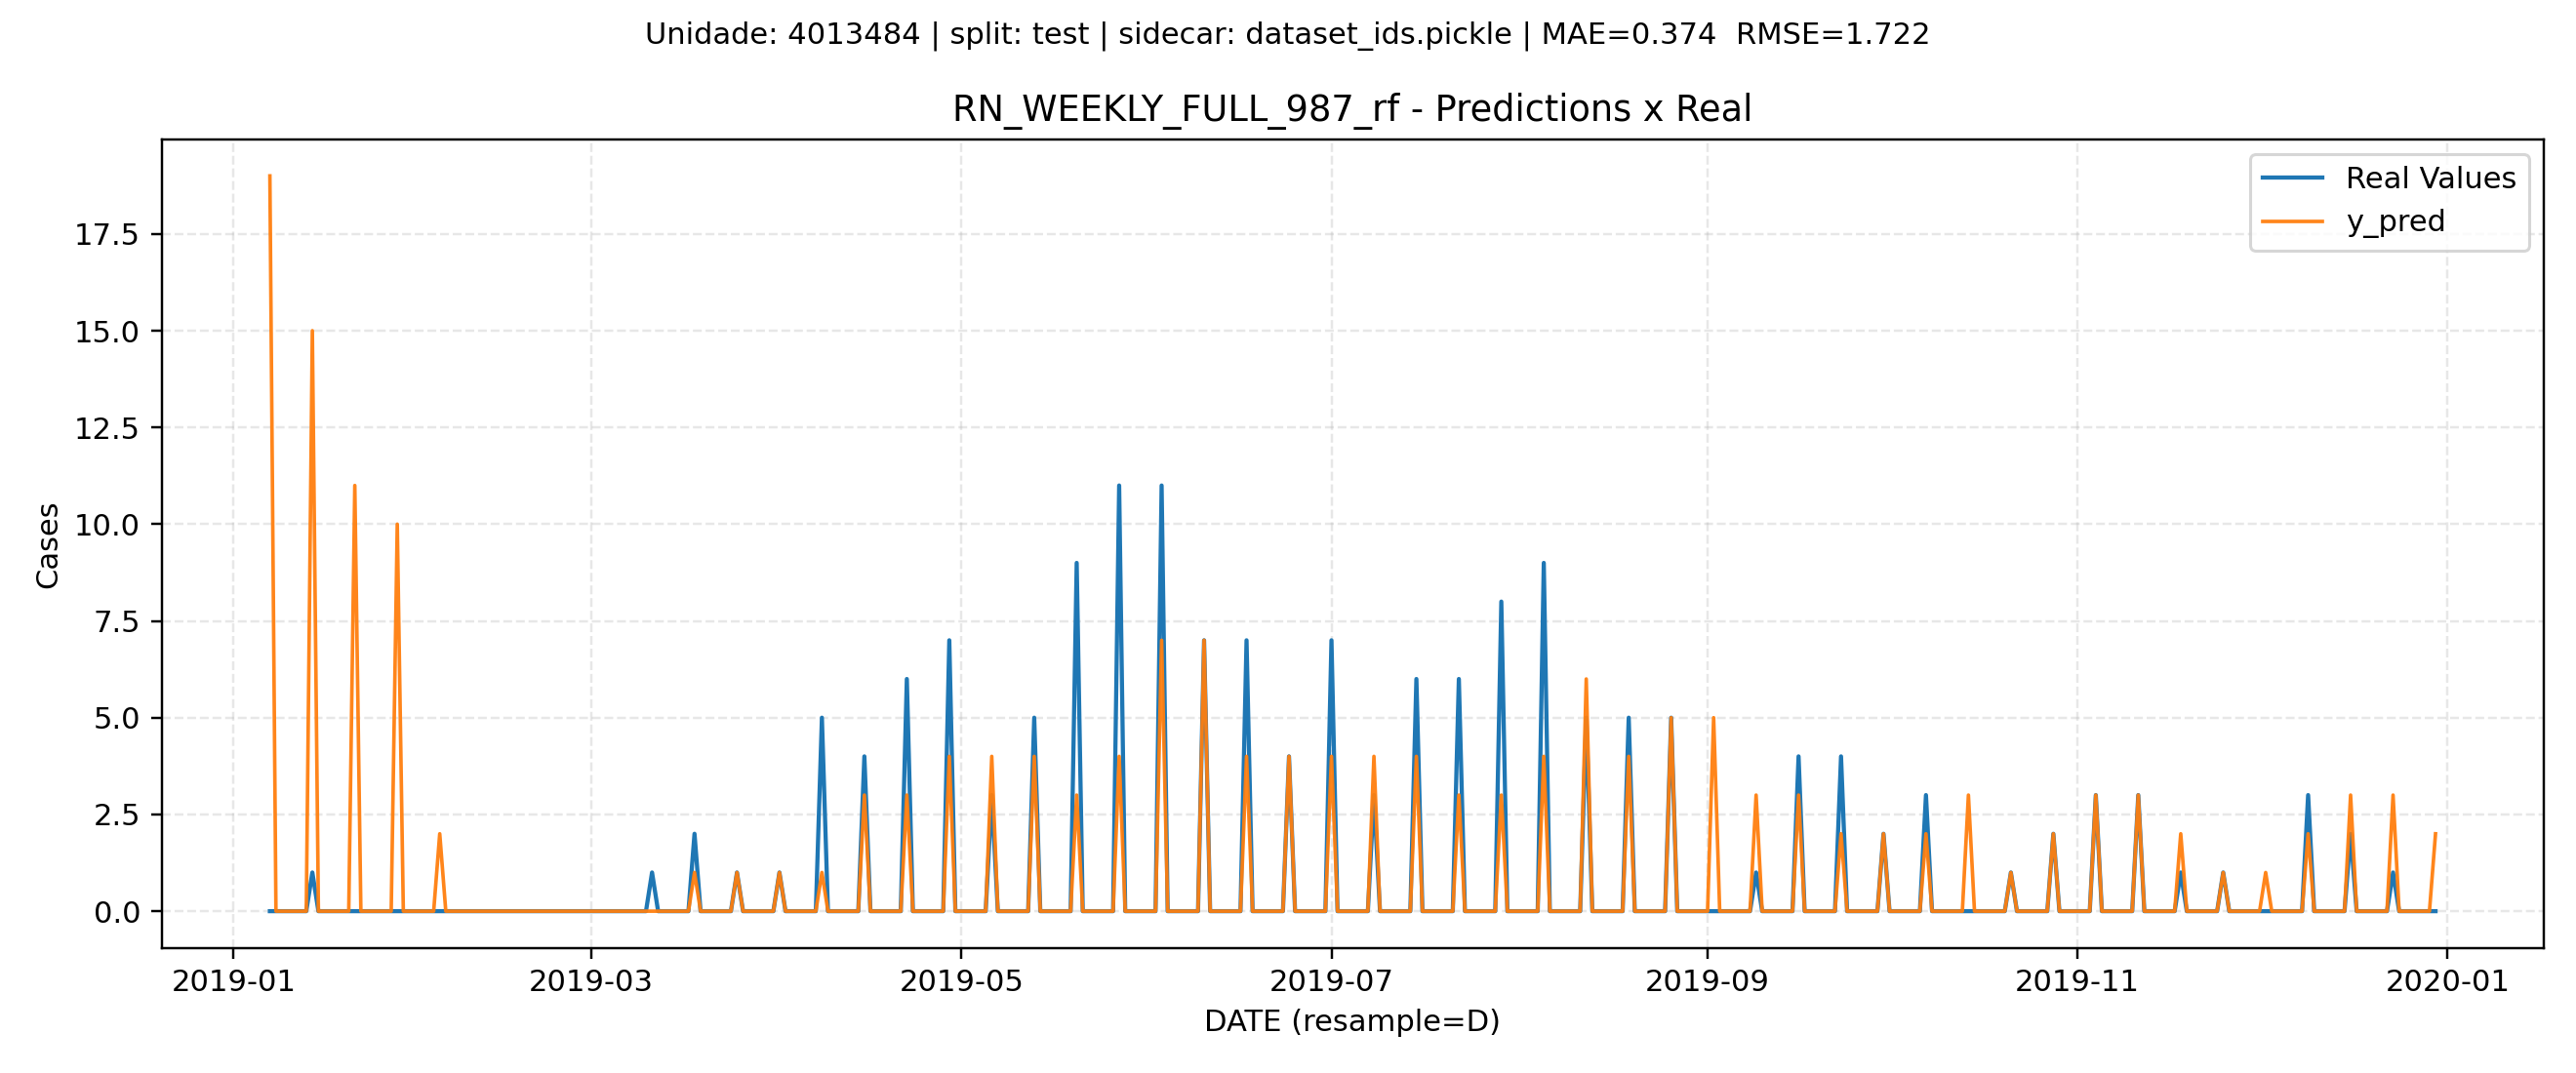 Unidade: 4013484 | split: test | sidecar: dataset_ids.pickle | MAE=0.374  RMSE=1.722
RN_WEEKLY_FULL_987_rf - Predictions x Real
Real Values
y_pred
Cases
17.5
15.0
12.5
10.0
7.5
5.0
2.5
0.0
2019-01 2019-03 2019-05 2019-07 2019-09 2019-11 2020-01
DATE (resample=D)